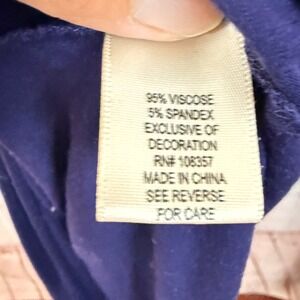 95% VISCOSE
5% SPANDEX
EXCLUSIVE OF
DECORATION
RN# 108357
MADE IN CHINA
SEE REVERSE
FOR CARE